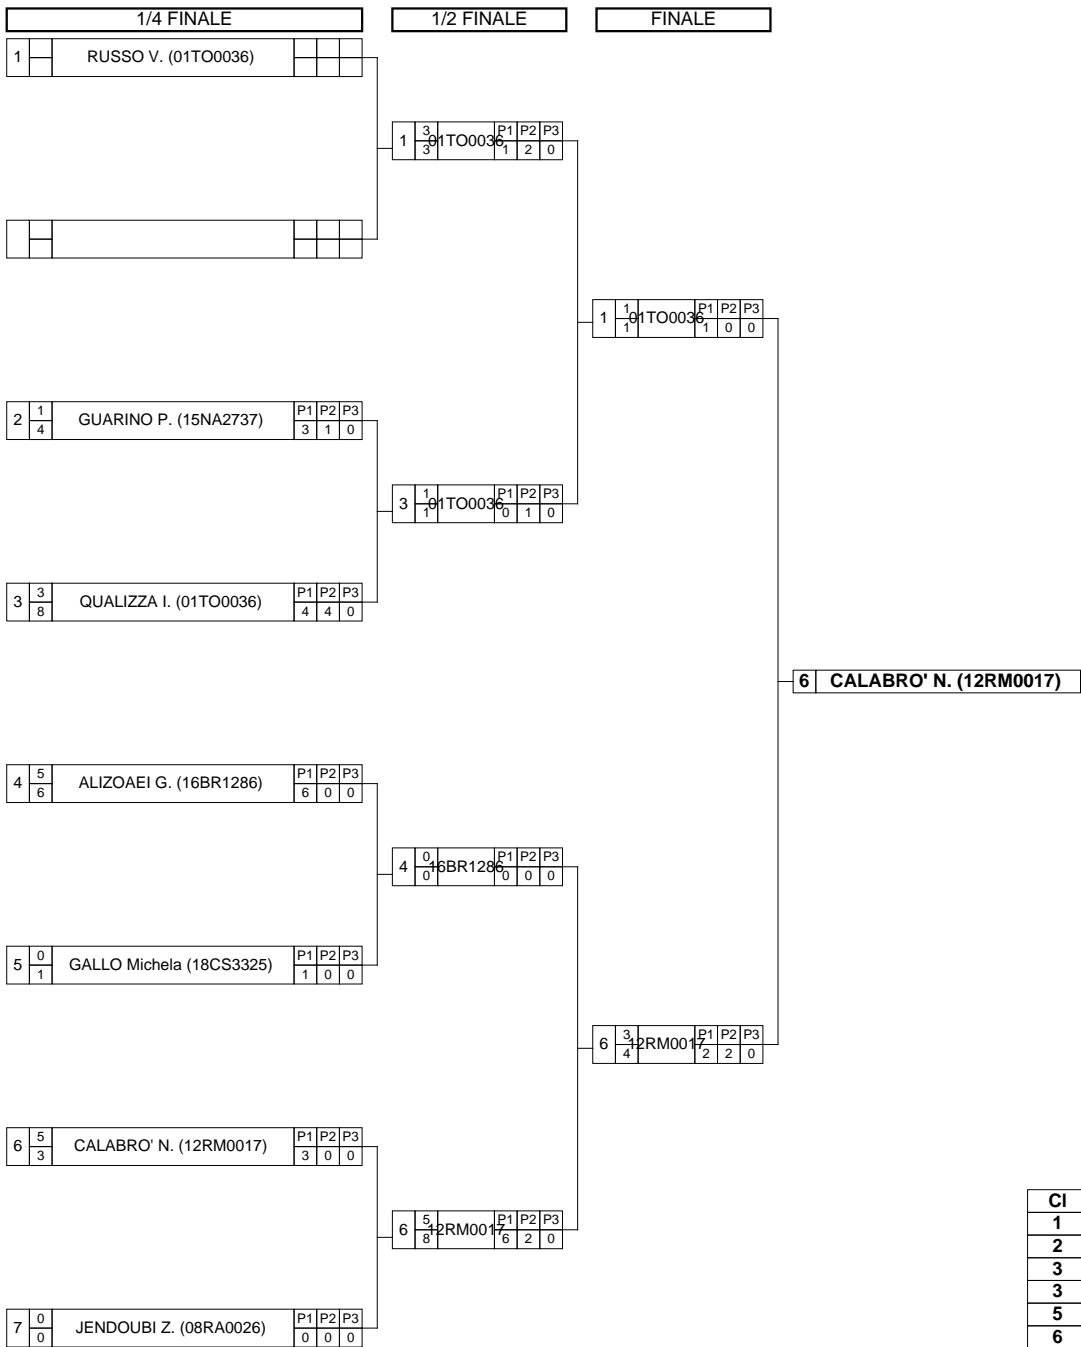 1/4 FINALE 1/2 FINALE FINALE
1 RUSSO V. (01TO0036)
1 3 3 01TO0036 P1 P2 P3 1 2 0
1 1 1 01TO0036 P1 P2 P3 1 0 0
2 1 4 GUARINO P. (15NA2737) P1 P2 P3 3 1 0
3 1 1 01TO0036 P1 P2 P3 0 1 0
3 3 8 QUALIZZA I. (01TO0036) P1 P2 P3 4 4 0
6 CALABRO' N. (12RM0017)
4 5 6 ALIZOAEI G. (16BR1286) P1 P2 P3 6 0 0
4 0 0 16BR1286 P1 P2 P3 0 0 0
5 0 1 GALLO Michela (18CS3325) P1 P2 P3 1 0 0
6 3 4 12RM0017 P1 P2 P3 2 2 0
6 5 3 CALABRO' N. (12RM0017) P1 P2 P3 3 0 0
6 5 8 12RM0017 P1 P2 P3 6 2 0
7 0 0 JENDOUBI Z. (08RA0026) P1 P2 P3 0 0 0
Cl
1
2
3
3
5
6